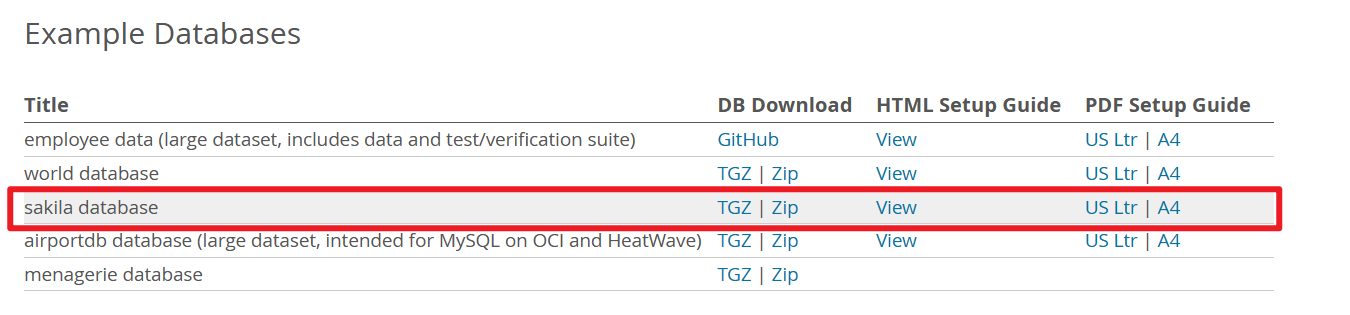 Example Databases
Title DB Download HTML Setup Guide PDF Setup Guide
employee data (large dataset, includes data and test/verification suite) GitHub View US Ltr | A4
world database TGZ | Zip View US Ltr | A4
sakila database TGZ | Zip View US Ltr | A4
airportdb database (large dataset, intended for MySQL on OCI and HeatWave) TGZ | Zip View US Ltr | A4
menagerie database TGZ | Zip